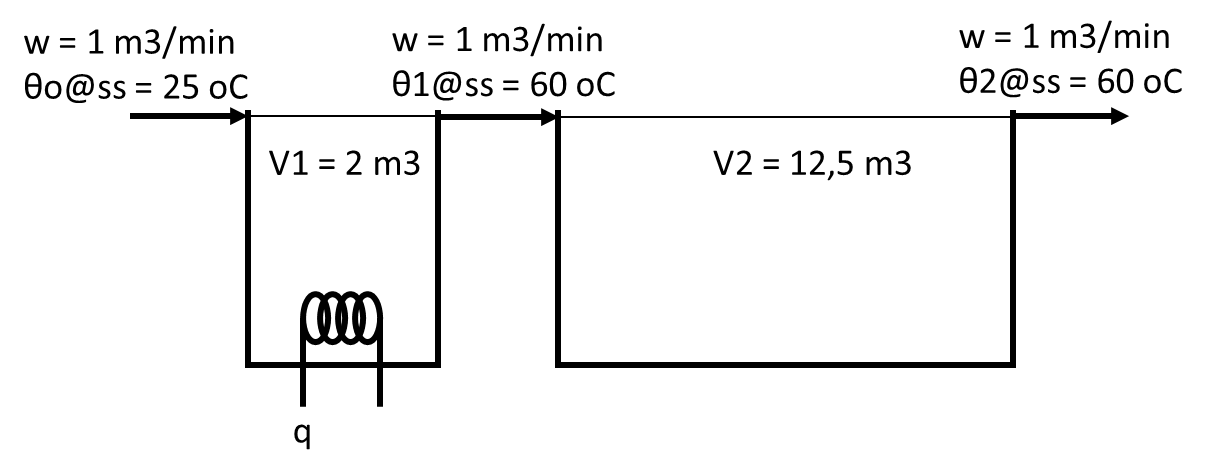 w = 1 m3/min
θo@ss = 25 oC
w = 1 m3/min
θ1@ss = 60 oC
w = 1 m3/min
θ2@ss = 60 oC
V1 = 2 m3
V2 = 12,5 m3
q